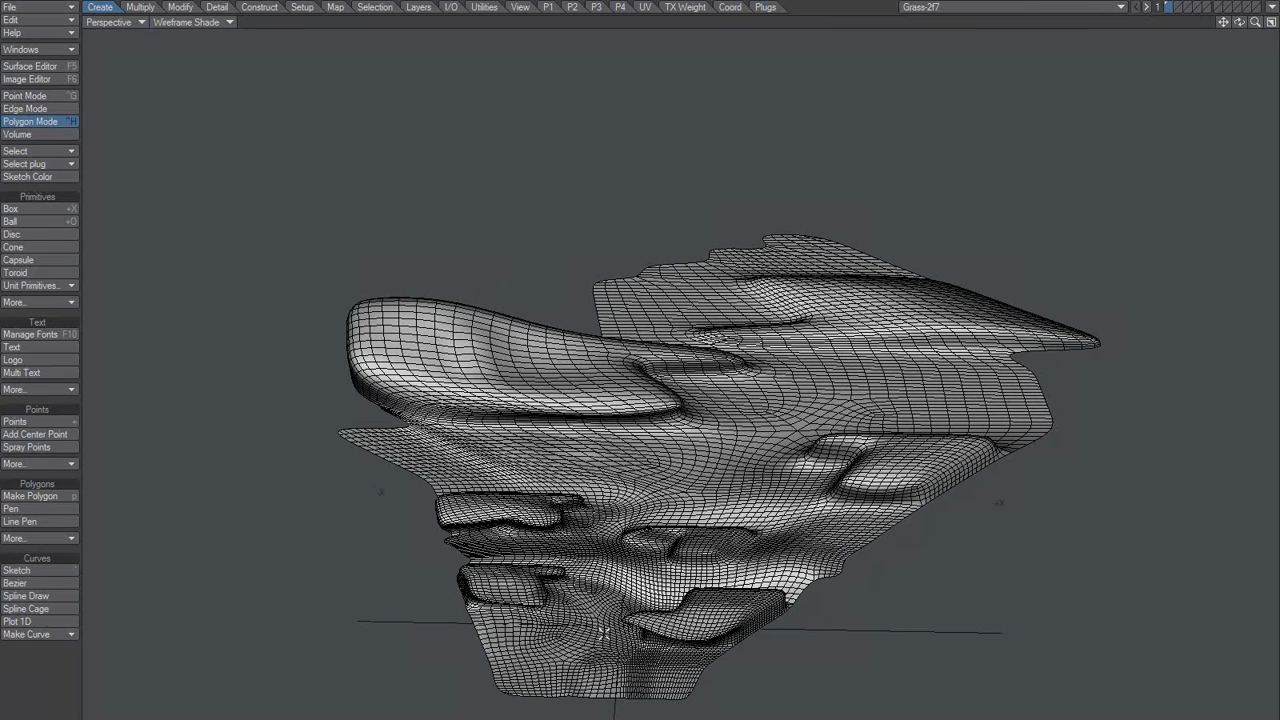 File Create Multiply Modify Detail Construct Setup Map Selection Layers I/O Utilities View P1 P2 P3 P4 UV TX Weight Coord Plugs Grass-2f7 1
Edit Perspective Wireframe Shade
Help
Windows
Surface Editor F5
Image Editor F6
Point Mode ^G
Edge Mode
Polygon Mode ^H
Volume
Select
Select plug
Sketch Color
Primitives
Box +X
Ball +O
Disc
Cone
Capsule
Toroid
Unit Primitives...
More...
Text
Manage Fonts F10
Text
Logo
Multi Text
More...
Points
Points +
Add Center Point
Spray Points
More...
Polygons
Make Polygon p
Pen
Line Pen
More...
Curves
Sketch
Bezier
Spline Draw
Spline Cage
Plot 1D
Make Curve